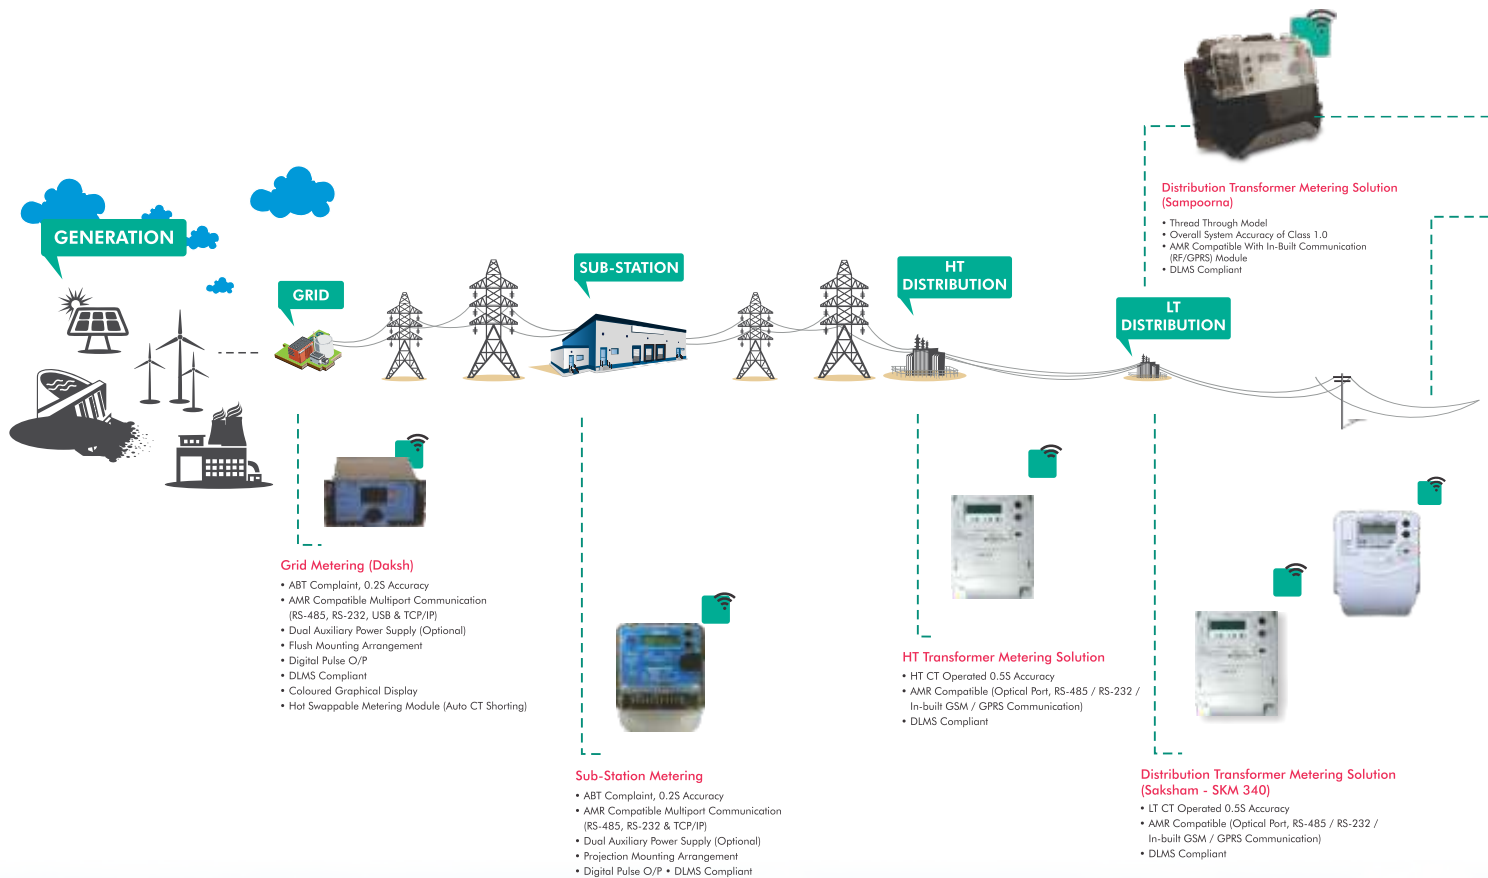 GENERATION
GRID
SUB-STATION
HT
DISTRIBUTION
LT
DISTRIBUTION
Distribution Transformer Metering Solution
(Sampoorna)
• Thread Through Model
• Overall System Accuracy of Class 1.0
• AMR Compatible With In-Built Communication
(RF/GPRS) Module
• DLMS Compliant
Grid Metering (Daksh)
• ABT Complaint, 0.2S Accuracy
• AMR Compatible Multiport Communication
(RS-485, RS-232, USB & TCP/IP)
• Dual Auxiliary Power Supply (Optional)
• Flush Mounting Arrangement
• Digital Pulse O/P
• DLMS Compliant
• Coloured Graphical Display
• Hot Swappable Metering Module (Auto CT Shorting)
Sub-Station Metering
• ABT Complaint, 0.2S Accuracy
• AMR Compatible Multiport Communication
(RS-485, RS-232 & TCP/IP)
• Dual Auxiliary Power Supply (Optional)
• Projection Mounting Arrangement
• Digital Pulse O/P • DLMS Compliant
HT Transformer Metering Solution
• HT CT Operated 0.5S Accuracy
• AMR Compatible (Optical Port, RS-485 / RS-232 /
In-built GSM / GPRS Communication)
• DLMS Compliant
Distribution Transformer Metering Solution
(Saksham - SKM 340)
• LT CT Operated 0.5S Accuracy
• AMR Compatible (Optical Port, RS-485 / RS-232 /
In-built GSM / GPRS Communication)
• DLMS Compliant